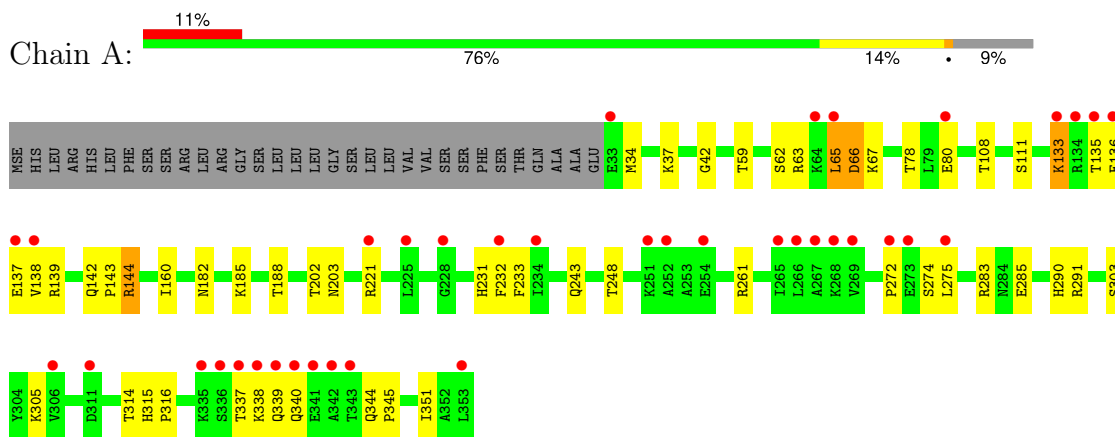 11%
Chain A:
76% 14% • 9%
MSE HIS LEU ARG HIS LEU PHE SER SER ARG LEU ARG GLY SER LEU LEU LEU GLY SER LEU LEU VAL VAL SER SER PHE SER THR GLN ALA ALA GLU E33 M34 K37 G42 T59 S62 R63 K64 L65 D66 K67 T78 L79 E80 T108 S111 K133 R134 T135 E136
E137 V138 R139 Q142 P143 R144 I160 N182 K185 T188 T202 N203 R221 L225 G228 H231 F232 F233 I234 Q243 T248 K251 A252 A253 E254 R261 I265 L266 A267 K268 V269 P272 E273 S274 L275 R283 N284 E285 H290 R291 S303
Y304 K305 V306 D311 T314 H315 P316 K335 S336 T337 K338 Q339 Q340 E341 A342 T343 Q344 P345 I351 A352 L353